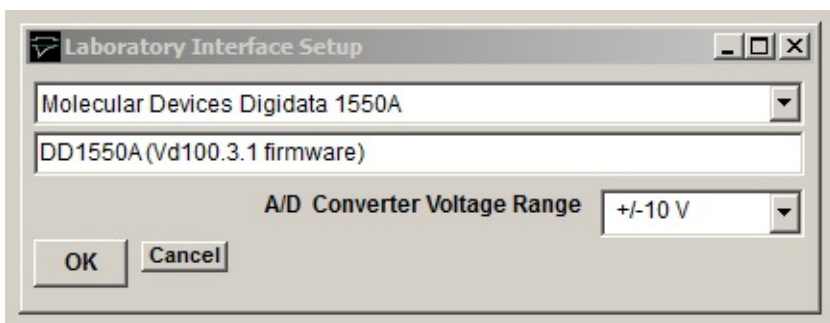 Laboratory Interface Setup
Molecular Devices Digidata 1550A
DD1550A (Vd100.3.1 firmware)
A/D Converter Voltage Range +/-10 V
OK Cancel